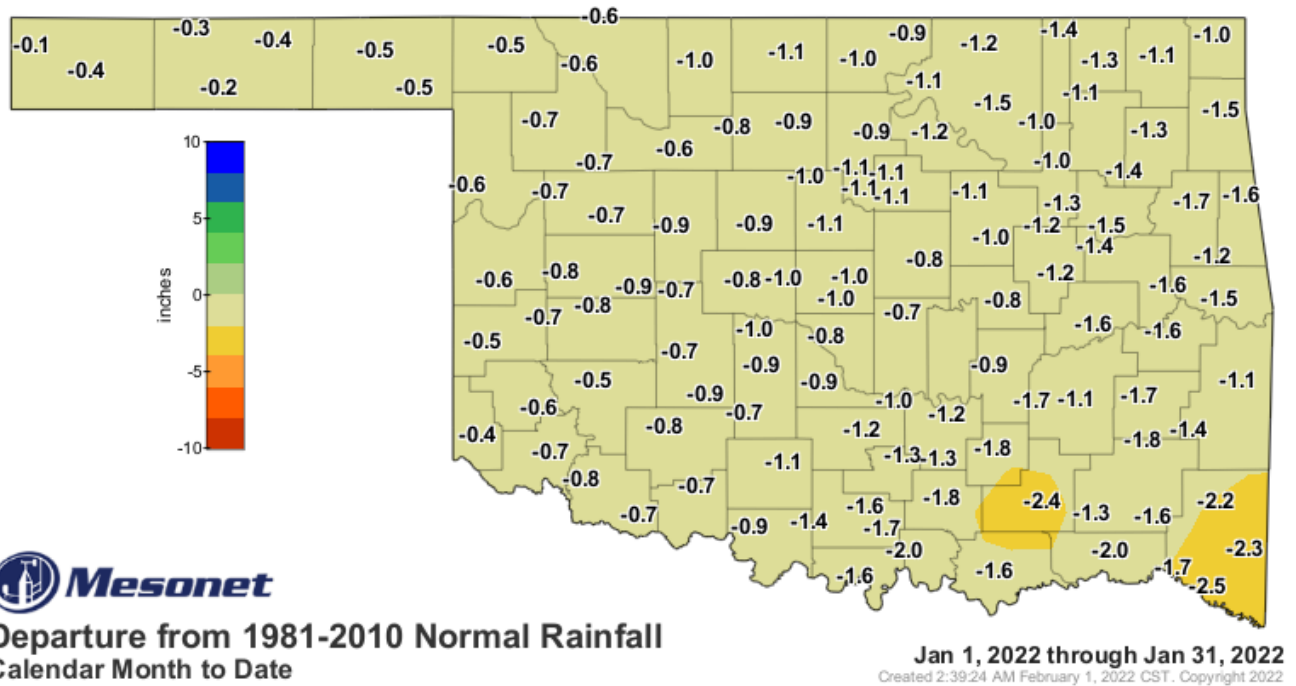 -0.6
-0.1 -0.3 -0.4 -0.5 -0.5 -0.9 -1.2 -1.4 -1.0
-0.4 -0.2 -0.5 -0.6 -1.0 -1.1 -1.0 -1.3 -1.1
-1.1 -1.5 -1.1 -1.5
-0.7 -0.8 -0.9 -0.9 -1.2 -1.0 -1.3
10
-0.7 -0.6 -1.0 -1.4
-0.6 -0.7 -1.0 -1.1 -1.1 -1.1 -1.1 -1.1 -1.7 -1.6
5
-0.7 -0.9 -0.9 -1.1 -1.0 -1.3 -1.2 -1.5 -1.4
-0.8 -1.2
inches
0
-0.6 -0.8 -0.9 -0.7 -0.8 -1.0 -1.0 -1.2 -1.6
-0.7 -0.8 -1.0 -0.7 -0.8 -1.5
-0.5 -0.7 -1.0 -0.8 -1.6 -1.6
-5
-0.5 -0.9 -0.9 -0.9 -1.1
-0.6 -0.9 -0.7 -1.0 -1.2 -1.7 -1.1 -1.7
-10
-0.4 -0.8 -1.2 -1.8 -1.8 -1.4
-0.7 -1.1 -1.3 -1.3
-0.8 -0.7 -1.6 -1.8 -2.4 -1.3 -1.6 -2.2
-0.7 -0.9 -1.4 -1.7
-2.0 -2.0 -2.3
-1.6 -1.6 -1.7 -2.5
Mesonet
Departure from 1981-2010 Normal Rainfall
Calendar Month to Date
Jan 1, 2022 through Jan 31, 2022
Created 2:39:24 AM February 1, 2022 CST. Copyright 2022